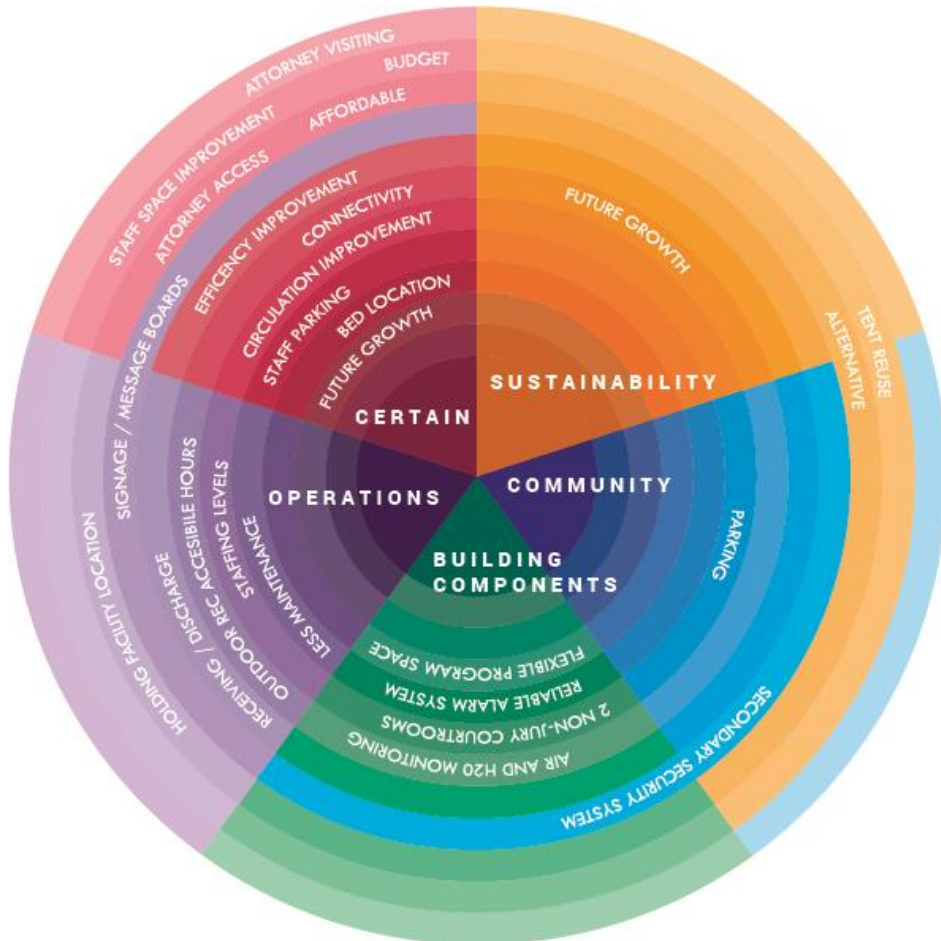 ATTORNEY VISITING
BUDGET
STAFF SPACE IMPROVEMENT
AFFORDABLE
ATTORNEY ACCESS
EFFICENCY IMPROVEMENT
CONNECTIVITY
CIRCULATION IMPROVEMENT
STAFF PARKING
BED LOCATION
FUTURE GROWTH
CERTAIN
FUTURE GROWTH
TENT REUSE
ALTERNATIVE
SUSTAINABILITY
COMMUNITY
PARKING
SECONDARY SECURITY SYSTEM
BUILDING
COMPONENTS
FLEXIBLE PROGRAM SPACE
RELIABLE ALARM SYSTEM
2 NON-JURY COURTROOMS
AIR AND H20 MONITORING
OPERATIONS
SIGNAGE / MESSAGE BOARDS
LESS MAINTENANCE
STAFFING LEVELS
OUTDOOR REC ACCESIBILE HOURS
RECEIVING / DISCHARGE
HOLDING FACILITY LOCATION